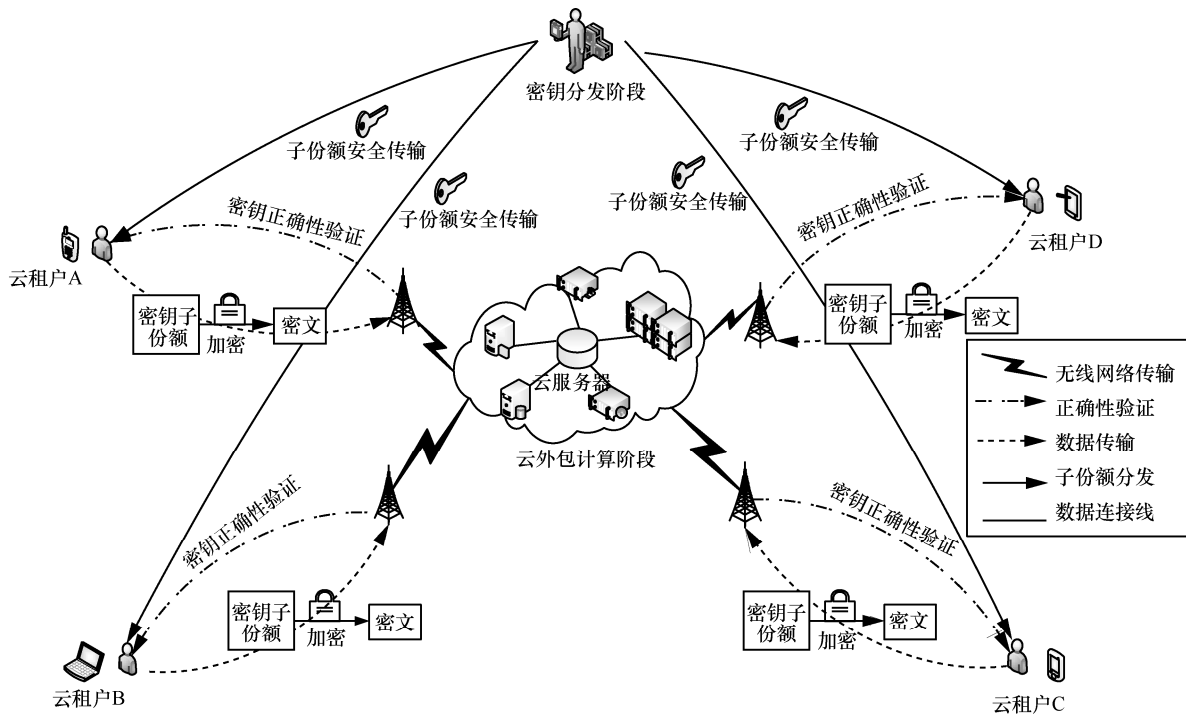 密钥分发阶段
子份额安全传输
子份额安全传输
子份额安全传输
子份额安全传输
密钥正确性验证
密钥正确性验证
云租户A
云租户D
密钥子
份额
加密
密文
密钥子
份额
加密
密文
云服务器
云外包计算阶段
无线网络传输
正确性验证
数据传输
子份额分发
数据连接线
密钥正确性验证
密钥正确性验证
密钥子
份额
加密
密文
密钥子
份额
加密
密文
云租户B
云租户C